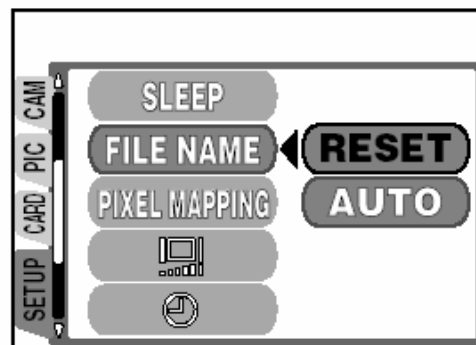 CAM
PIC
CARD
SETUP
SLEEP
FILE NAME
RESET
PIXEL MAPPING
AUTO